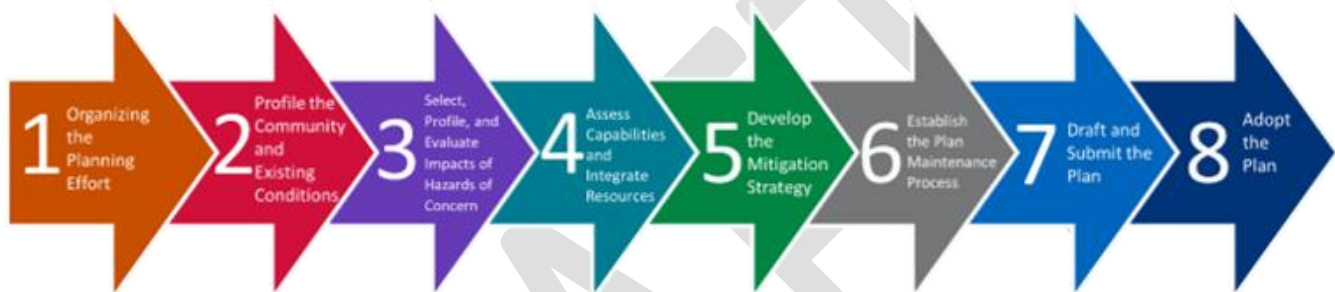 1
Organizing
the
Planning
Effort
2
Profile the
Community
and
Existing
Conditions
3
Select,
Profile, and
Evaluate
Impacts of
Hazards of
Concern
4
Assess
Capabilities
and
Integrate
Resources
5
Develop
the
Mitigation
Strategy
6
Establish
the Plan
Maintenance
Process
7
Draft and
Submit the
Plan
8
Adopt
the
Plan